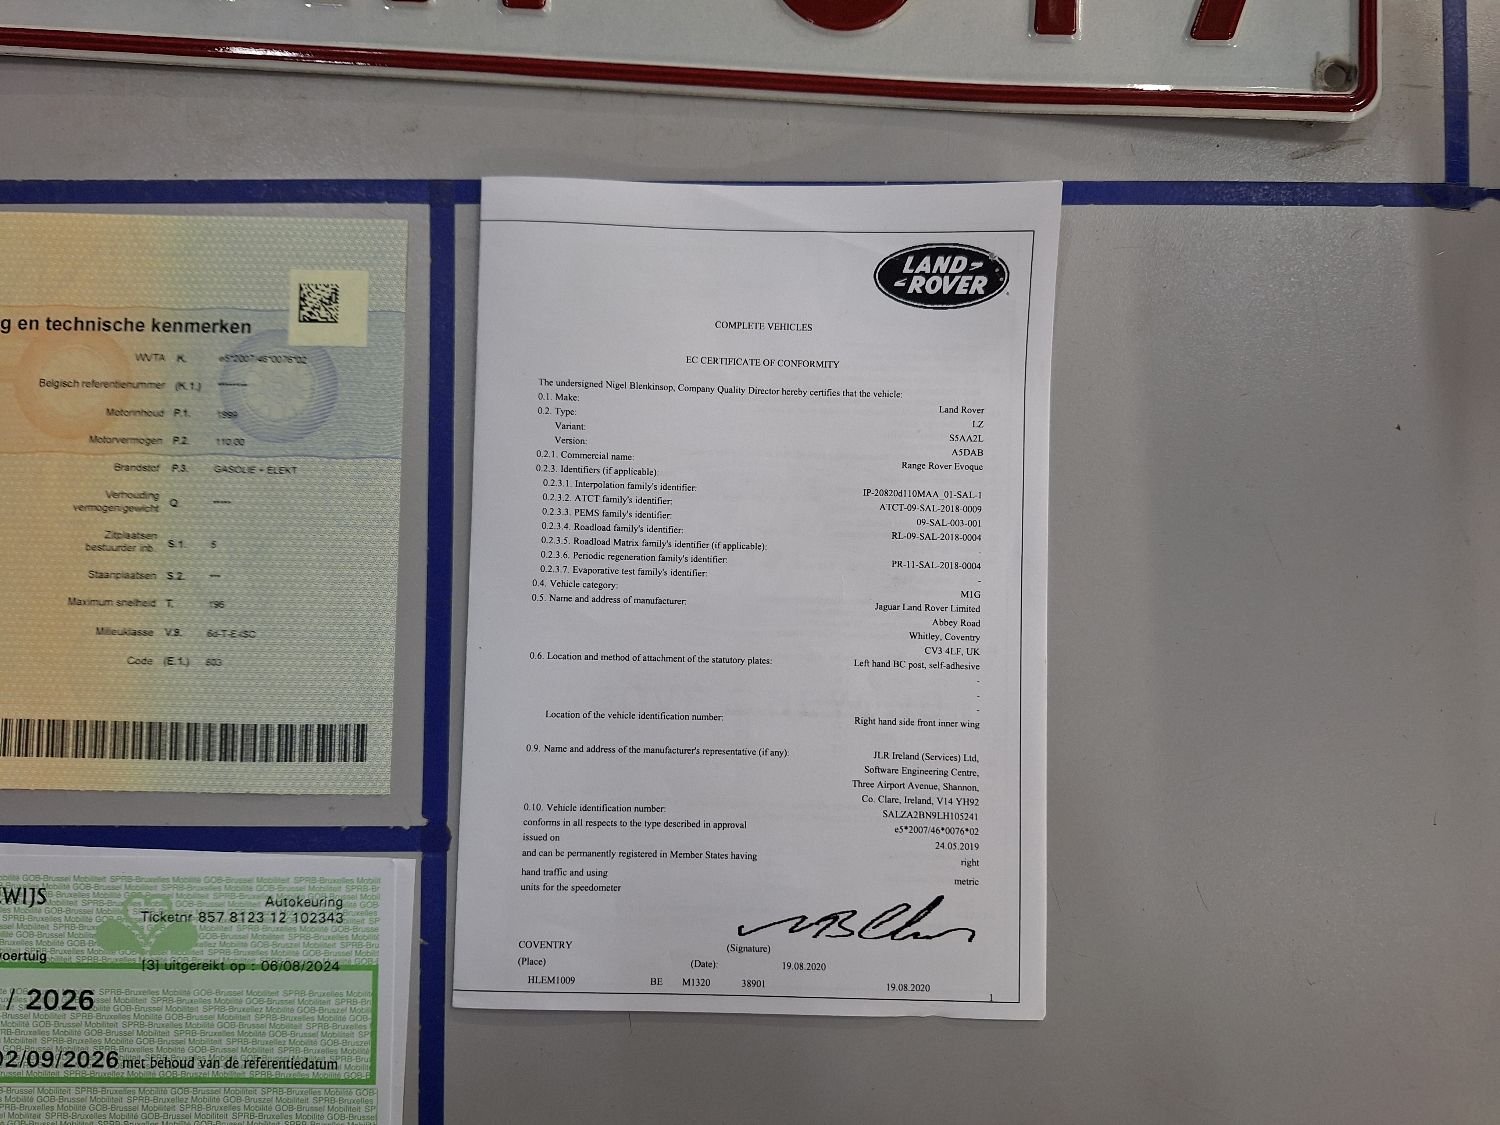 g en technische kenmerken
WVTA K. e5*2007/46*0076*02
Belgisch referentienummer (K.1.) --------
Motorinhoud P.1. 1999
Motorvermogen P.2. 110.00
Brandstof P.3. GASOLIE + ELEKT
Verhouding
vermogen/gewicht Q -----
Zitplaatsen
bestuurder inb. S.1. 5
Staanplaatsen S.2. ---
Maximum snelheid T. 196
Milieuklasse V.9.
Code (E.1.) 803
WIJS
Autokeuring
Ticketnr 857 8123 12 102343
voertuig
[3] uitgereikt op : 06/08/2024
/ 2026
02/09/2026 met behoud van de referentiedatum
LAND-
-ROVER
COMPLETE VEHICLES
EC CERTIFICATE OF CONFORMITY
The undersigned Nigel Blenkinsop, Company Quality Director hereby certifies that the vehicle:
0.1. Make: Land Rover
0.2. Type: LZ
Variant: S5AA2L
Version: A5DAB
0.2.1. Commercial name: Range Rover Evoque
0.2.3. Identifiers (if applicable):
0.2.3.1. Interpolation family's identifier: IP-20820d110MAA_01-SAL-1
0.2.3.2. ATCT family's identifier: ATCT-09-SAL-2018-0009
0.2.3.3. PEMS family's identifier: 09-SAL-003-001
0.2.3.4. Roadload family's identifier: RL-09-SAL-2018-0004
0.2.3.5. Roadload Matrix family's identifier (if applicable): -
0.2.3.6. Periodic regeneration family's identifier: PR-11-SAL-2018-0004
0.2.3.7. Evaporative test family's identifier: -
0.4. Vehicle category: M1G
0.5. Name and address of manufacturer: Jaguar Land Rover Limited
Abbey Road
Whitley, Coventry
CV3 4LF, UK
0.6. Location and method of attachment of the statutory plates: Left hand BC post, self-adhesive
-
-
-
Location of the vehicle identification number: Right hand side front inner wing
0.9. Name and address of the manufacturer's representative (if any): JLR Ireland (Services) Ltd,
Software Engineering Centre,
Three Airport Avenue, Shannon,
Co. Clare, Ireland, V14 YH92
0.10. Vehicle identification number: SALZA2BN9LH105241
conforms in all respects to the type described in approval e5*2007/46*0076*02
issued on 24.05.2019
and can be permanently registered in Member States having right
hand traffic and using metric
units for the speedometer
COVENTRY (Signature)
(Place) (Date): 19.08.2020
HLEM1009 BE M1320 38901 19.08.2020
1